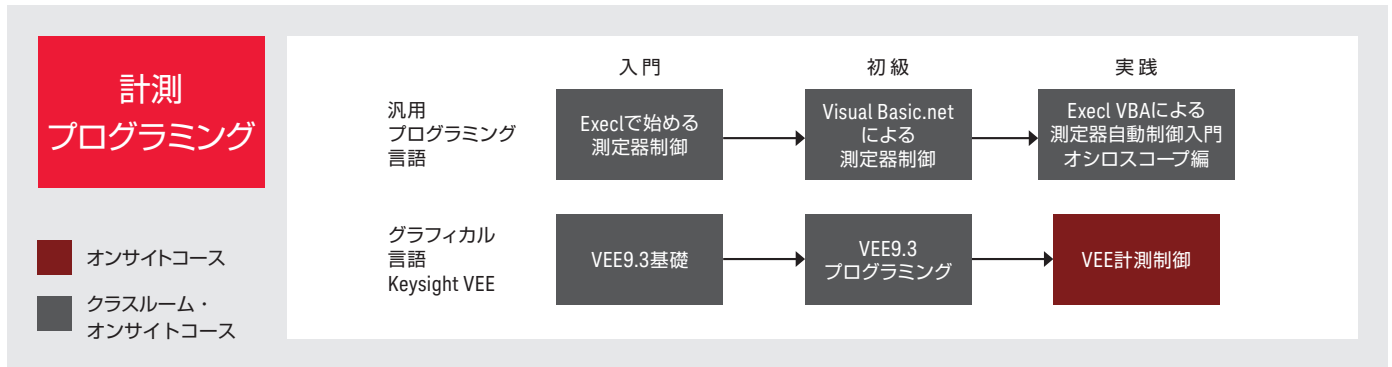 計測
プログラミング
オンサイトコース
クラスルーム・
オンサイトコース
入門
初級
実践
汎用
プログラミング
言語
Execlで始める
測定器制御
Visual Basic.net
による
測定器制御
Execl VBAによる
測定器自動制御入門
オシロスコープ編
グラフィカル
言語
Keysight VEE
VEE9.3基礎
VEE9.3
プログラミング
VEE計測制御